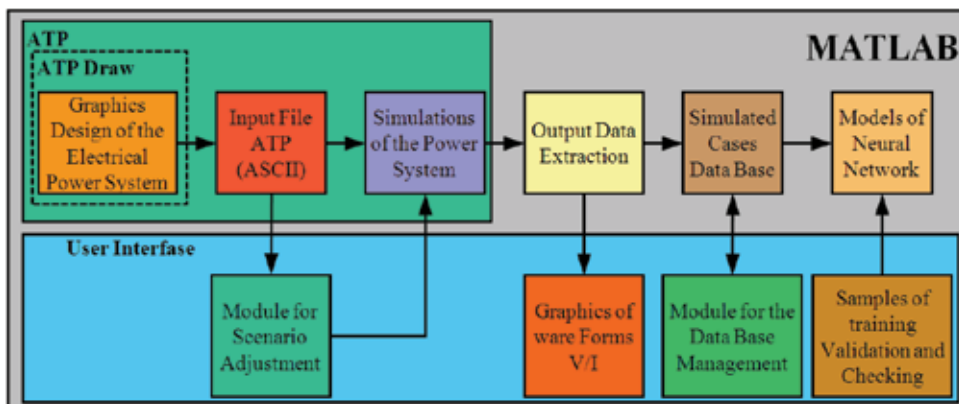 ATP
MATLAB
ATP Draw
Graphics
Design of the
Electrical
Power System
Input File
ATP
(ASCII)
Simulations
of the Power
System
Output Data
Extraction
Simulated
Cases
Data Base
Models of
Neural
Network
User Interfase
Module for
Scenario
Adjustment
Graphics of
ware Forms
V/I
Module for the
Data Base
Management
Samples of
training
Validation and
Checking